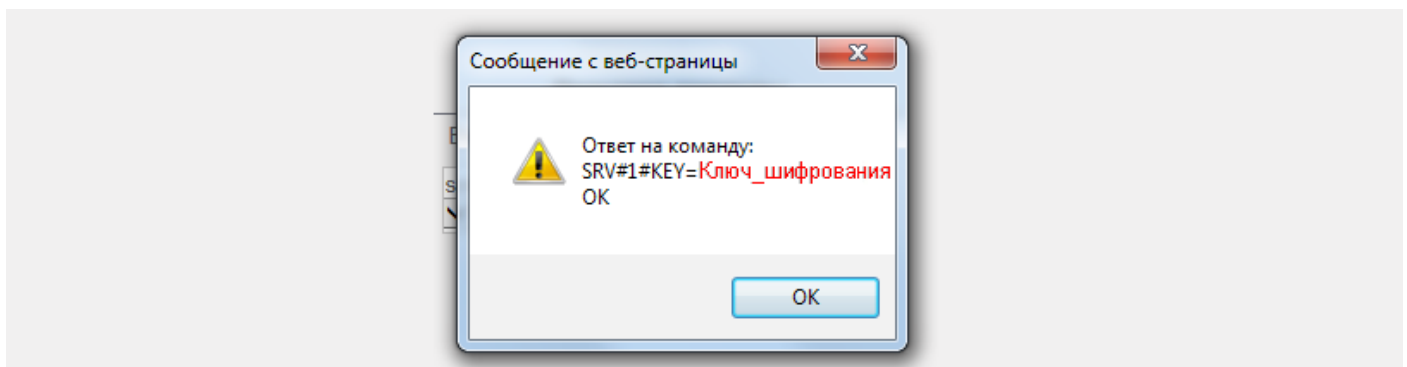 Сообщение с веб-страницы
Ответ на команду:
SRV#1#KEY=Ключ_шифрования
OK
OK